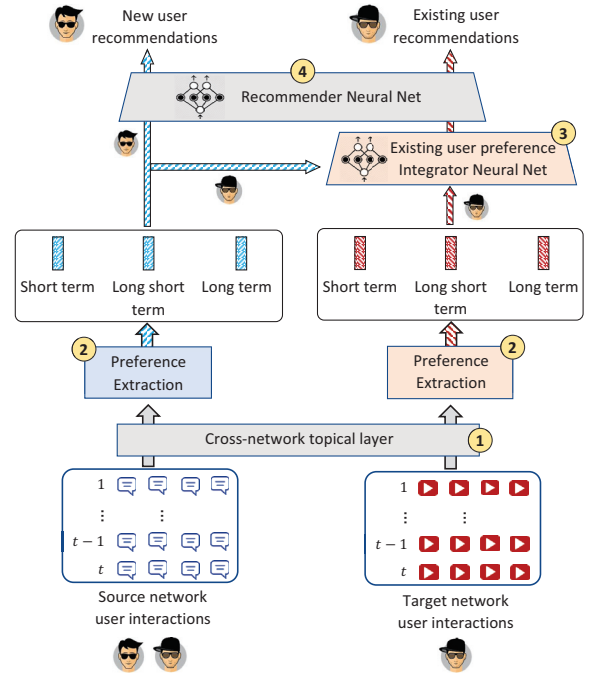 New user
recommendations
Existing user
recommendations
4
Recommender Neural Net
3
Existing user preference
Integrator Neural Net
Short term
Long short
term
Long term
Short term
Long short
term
Long term
2
Preference
Extraction
2
Preference
Extraction
Cross-network topical layer
1
1
⋮ ⋮
t − 1
t
1
⋮ ⋮
t − 1
t
Source network
user interactions
Target network
user interactions